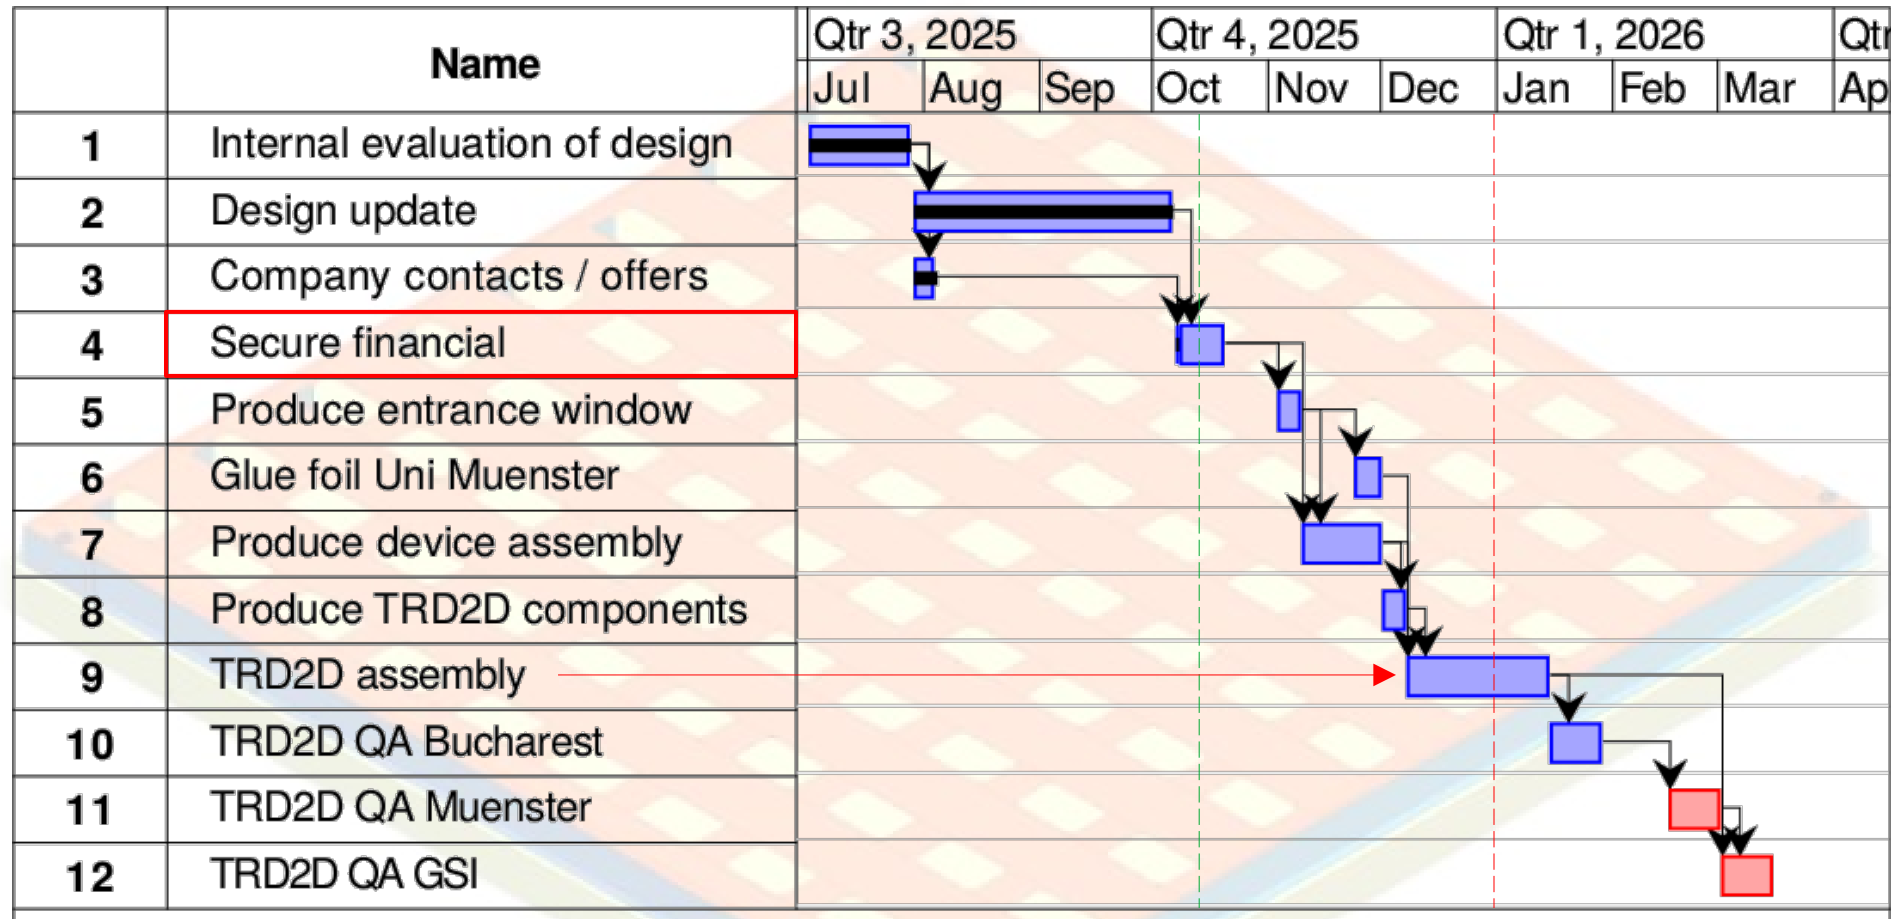 Name
Qtr 3, 2025 Qtr 4, 2025 Qtr 1, 2026 Qtr
Jul Aug Sep Oct Nov Dec Jan Feb Mar Ap
1 Internal evaluation of design
2 Design update
3 Company contacts / offers
4 Secure financial
5 Produce entrance window
6 Glue foil Uni Muenster
7 Produce device assembly
8 Produce TRD2D components
9 TRD2D assembly
10 TRD2D QA Bucharest
11 TRD2D QA Muenster
12 TRD2D QA GSI